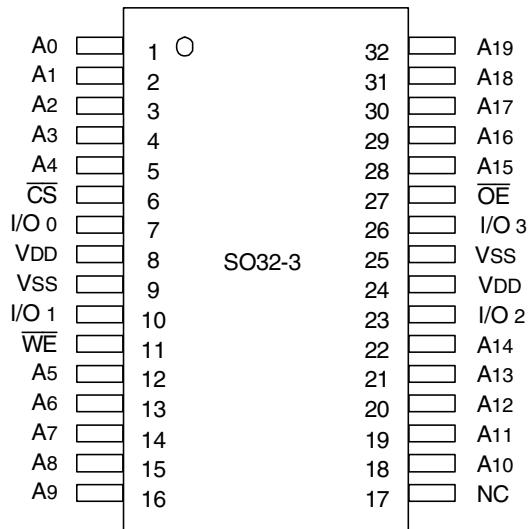 A0 1 32 A19
A1 2 31 A18
A2 3 30 A17
A3 4 29 A16
A4 5 28 A15
C̅S̅ 6 27 O̅E̅
I/O 0 7 26 I/O 3
VDD 8 25 VSS
SO32-3
VSS 9 24 VDD
I/O 1 10 23 I/O 2
W̅E̅ 11 22 A14
A5 12 21 A13
A6 13 20 A12
A7 14 19 A11
A8 15 18 A10
A9 16 17 NC